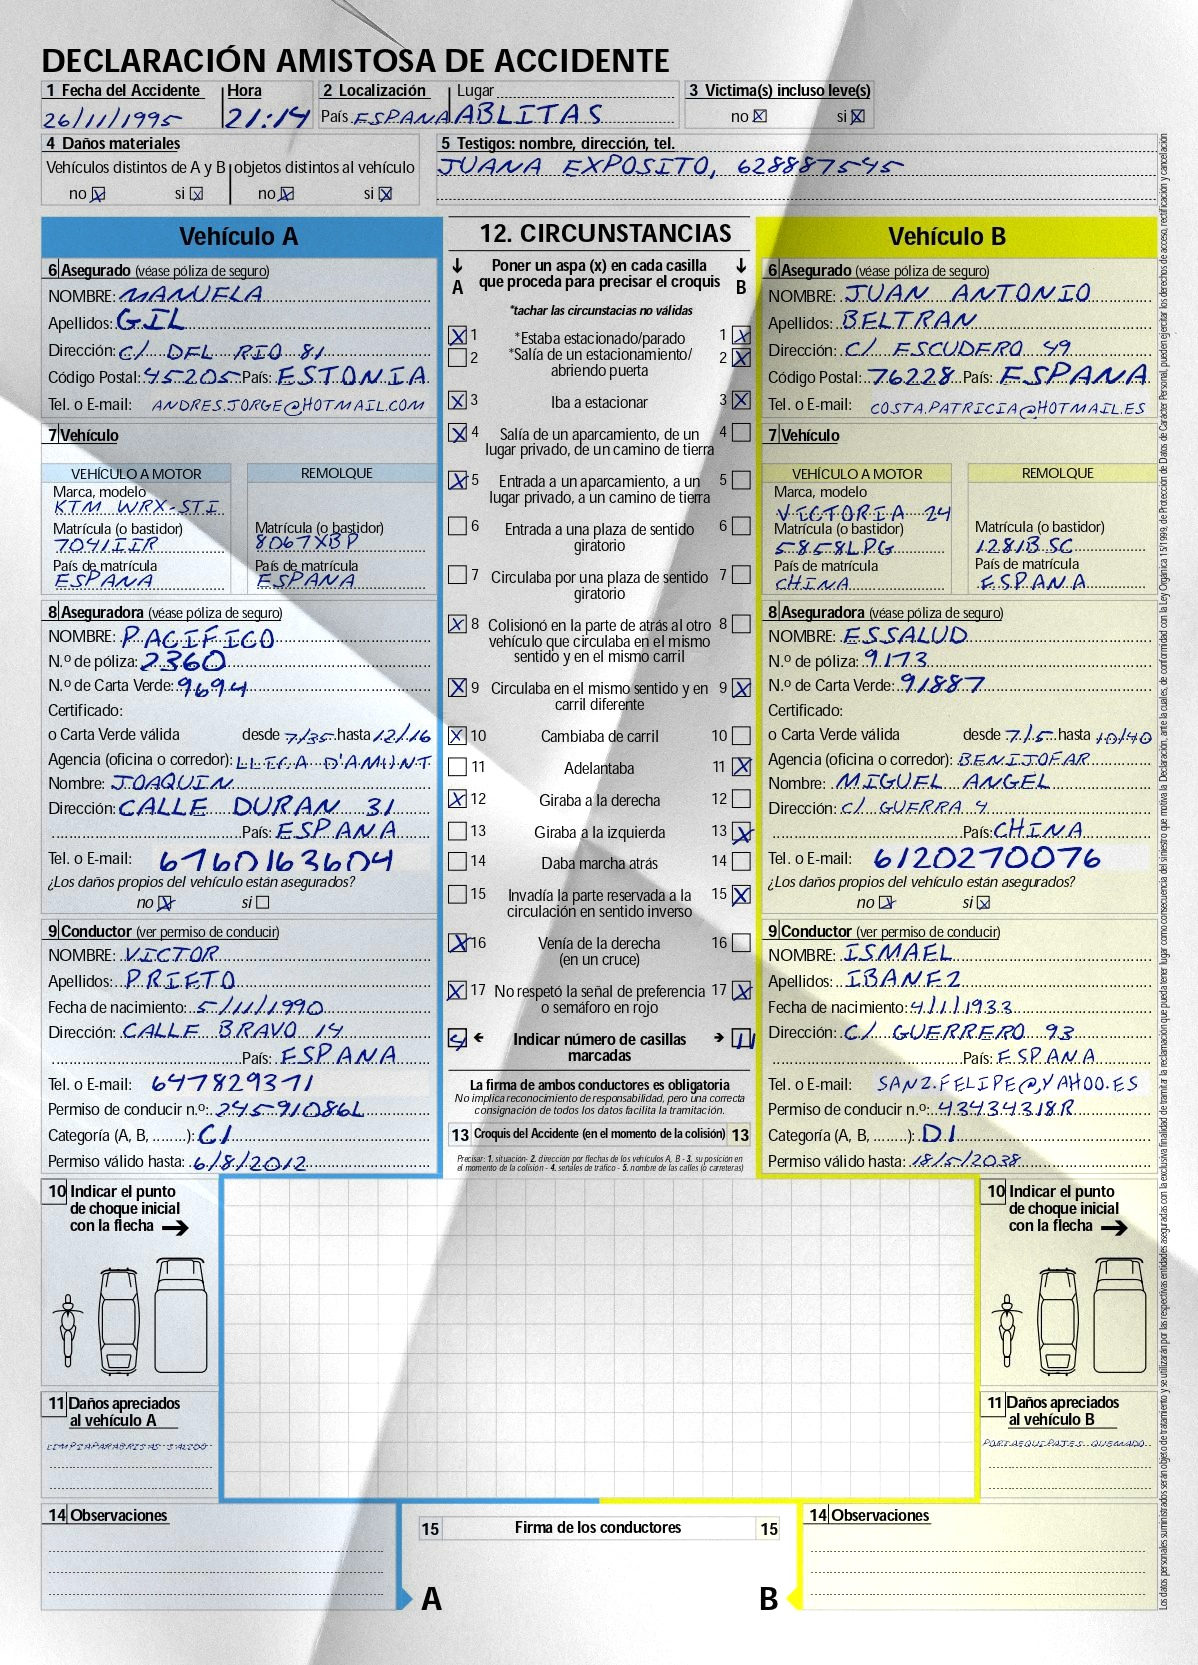 DECLARACIÓN AMISTOSA DE ACCIDENTE
1 Fecha del Accidente Hora 2 Localización Lugar 3 Victima(s) incluso leve(s)
26/11/1995 21:14 País ESPANA ABLITAS no X si X
4 Daños materiales 5 Testigos: nombre, dirección, tel.
Vehículos distintos de A y B objetos distintos al vehículo JUANA EXPOSITO, 628887545
no X si X no X si X
Vehículo A
6 Asegurado (véase póliza de seguro)
NOMBRE: MANUELA
Apellidos: GIL
Dirección: C/ DEL RIO 81
Código Postal: 45205 País: ESTONIA
Tel. o E-mail: ANDRES.JORGE@HOTMAIL.COM
7 Vehículo
VEHÍCULO A MOTOR REMOLQUE
Marca, modelo
KTM WRX-STI
Matrícula (o bastidor) Matrícula (o bastidor)
7041IIR 8067XBP
País de matrícula País de matrícula
ESPANA ESPANA
8 Aseguradora (véase póliza de seguro)
NOMBRE: PACIFICO
N.º de póliza: 2360
N.º de Carta Verde: 9694
Certificado:
o Carta Verde válida desde 7/35 hasta 12/16
Agencia (oficina o corredor): LLICA D'AMUNT
Nombre: JOAQUIN
Dirección: CALLE DURAN 31
País: ESPANA
Tel. o E-mail: 6760163604
¿Los daños propios del vehículo están asegurados?
no X si
9 Conductor (ver permiso de conducir)
NOMBRE: VICTOR
Apellidos: PRIETO
Fecha de nacimiento: 5/11/1990
Dirección: CALLE BRAVO 14
País: ESPANA
Tel. o E-mail: 647829371
Permiso de conducir n.º: 24591086L
Categoría (A, B, ........): C1
Permiso válido hasta: 6/8/2012
12. CIRCUNSTANCIAS
A Poner un aspa (x) en cada casilla que proceda para precisar el croquis B
*tachar las circunstacias no válidas
X 1 *Estaba estacionado/parado 1 X
2 *Salía de un estacionamiento/ 2 X
abriendo puerta
X 3 Iba a estacionar 3 X
X 4 Salía de un aparcamiento, de un 4
lugar privado, de un camino de tierra
X 5 Entrada a un aparcamiento, a un 5
lugar privado, a un camino de tierra
6 Entrada a una plaza de sentido 6
giratorio
7 Circulaba por una plaza de sentido 7
giratorio
X 8 Colisionó en la parte de atrás al otro 8
vehículo que circulaba en el mismo
sentido y en el mismo carril
X 9 Circulaba en el mismo sentido y en 9 X
carril diferente
X 10 Cambiaba de carril 10
11 Adelantaba 11 X
X 12 Giraba a la derecha 12
13 Giraba a la izquierda 13 X
14 Daba marcha atrás 14
15 Invadía la parte reservada a la 15 X
circulación en sentido inverso
X 16 Venía de la derecha 16
(en un cruce)
X 17 No respetó la señal de preferencia 17 X
o semáforo en rojo
9 Indicar número de casillas 11
marcadas
La firma de ambos conductores es obligatoria
No implica reconocimiento de responsabilidad, pero una correcta
consignación de todos los datos facilita la tramitación.
13 Croquis del Accidente (en el momento de la colisión) 13
Precisar: 1. situación- 2. dirección por flechas de los vehículos A, B - 3. su posición en
el momento de la colisión - 4. señales de tráfico - 5. nombre de las calles (o carreteras)
Vehículo B
6 Asegurado (véase póliza de seguro)
NOMBRE: JUAN ANTONIO
Apellidos: BELTRAN
Dirección: C/ ESCUDERO 49
Código Postal: 76228 País: ESPANA
Tel. o E-mail: COSTA.PATRICIA@HOTMAIL.ES
7 Vehículo
VEHÍCULO A MOTOR REMOLQUE
Marca, modelo
VICTORIA 24
Matrícula (o bastidor) Matrícula (o bastidor)
5858LPG 1281BSC
País de matrícula País de matrícula
CHINA ESPANA
8 Aseguradora (véase póliza de seguro)
NOMBRE: ESSALUD
N.º de póliza: 9173
N.º de Carta Verde: 91887
Certificado:
o Carta Verde válida desde 7/5 hasta 10/40
Agencia (oficina o corredor): BENIJOFAR
Nombre: MIGUEL ANGEL
Dirección: C/ GUERRA 4
País: CHINA
Tel. o E-mail: 6120270076
¿Los daños propios del vehículo están asegurados?
no X si X
9 Conductor (ver permiso de conducir)
NOMBRE: ISMAEL
Apellidos: IBANEZ
Fecha de nacimiento: 4/1/1933
Dirección: C/ GUERRERO 93
País: ESPANA
Tel. o E-mail: SANZ.FELIPE@YAHOO.ES
Permiso de conducir n.º: 43434318R
Categoría (A, B, ........): D1
Permiso válido hasta: 18/5/2038
10 Indicar el punto
de choque inicial
con la flecha
11 Daños apreciados
al vehículo A
LIMPIAPARABRISAS SALIDO
10 Indicar el punto
de choque inicial
con la flecha
11 Daños apreciados
al vehículo B
PORTAEQUIPAJES QUEMADO
14 Observaciones
15 Firma de los conductores 15
A B
14 Observaciones
Los datos personales suministrados serán objeto de tratamiento y se utilizarán por las respectivas entidades aseguradas con la exclusiva finalidad de tramitar la reclamación que pueda tener lugar como consecuencia del siniestro que motiva la Declaración, ante la cuales, de conformidad con la Ley Orgánica 15/1999, de Protección de Datos de Carácter Personal, pueden ejercitar los derechos de acceso, rectificación y cancelación